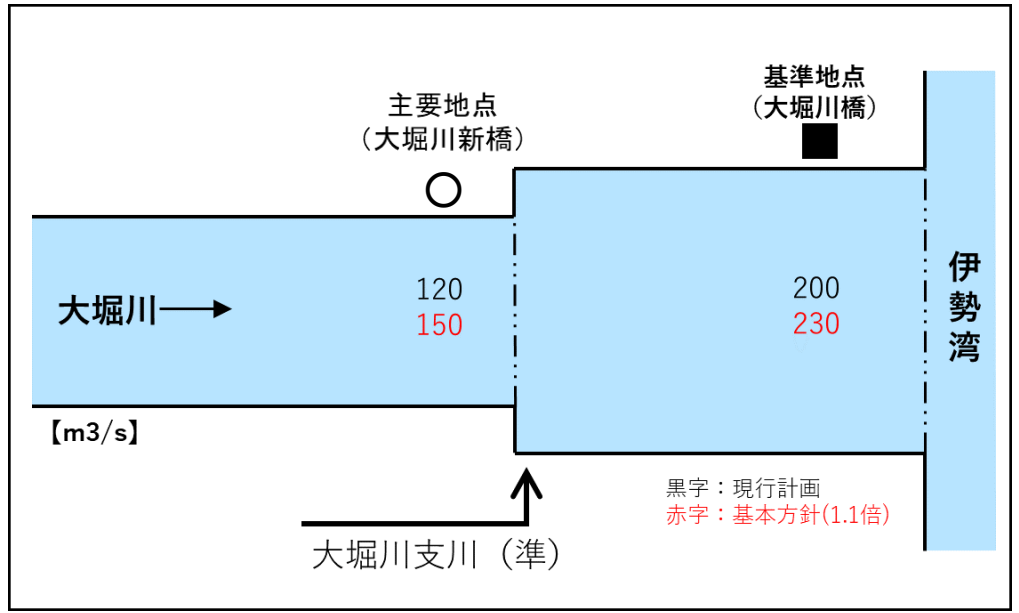 基準地点
（大堀川橋）
主要地点
（大堀川新橋）
大堀川
120
150
200
230
伊勢湾
【m3/s】
黒字：現行計画
赤字：基本方針(1.1倍)
大堀川支川（準）